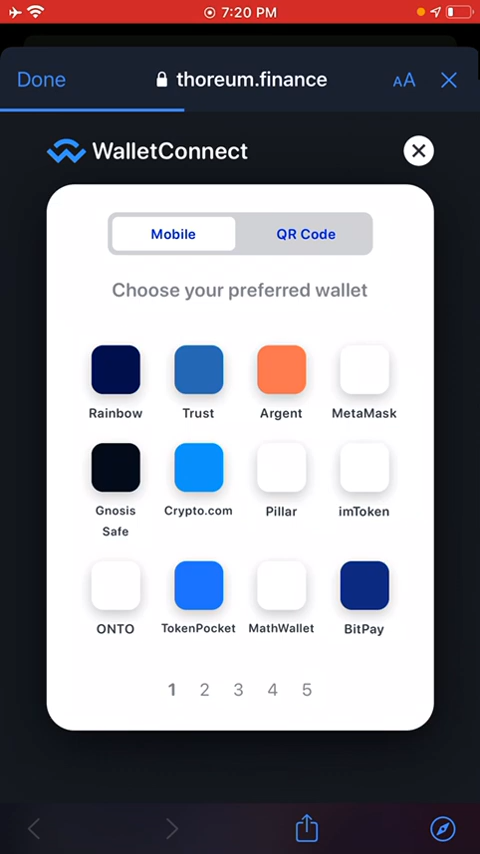 7:20 PM
Done
thoreum.finance
AA
WalletConnect
Mobile
QR Code
Choose your preferred wallet
Rainbow
Trust
Argent
MetaMask
Gnosis
Safe
Crypto.com
Pillar
imToken
ONTO
TokenPocket
MathWallet
BitPay
1 2 3 4 5